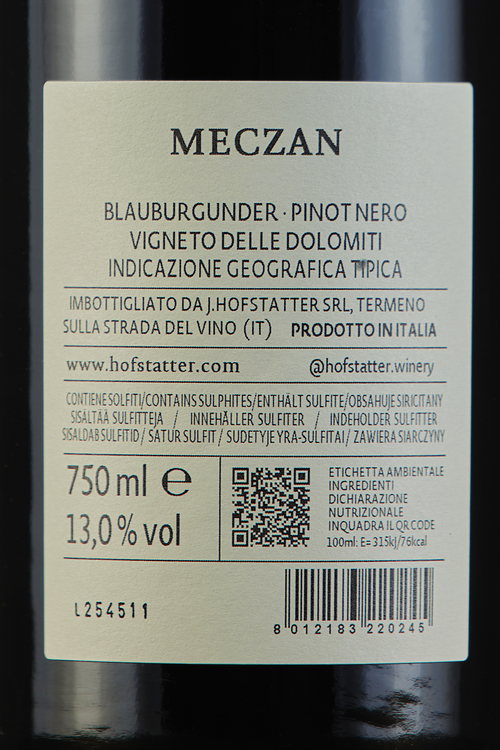 MECZAN
BLAUBURGUNDER · PINOT NERO
VIGNETO DELLE DOLOMITI
INDICAZIONE GEOGRAFICA TIPICA
IMBOTTIGLIATO DA J.HOFSTATTER SRL, TERMENO
SULLA STRADA DEL VINO (IT) PRODOTTO IN ITALIA
www.hofstatter.com @hofstatter.winery
CONTIENE SOLFITI/CONTAINS SULPHITES/ENTHÄLT SULFITE/OBSAHUJE SIRICITANY
SISÄLTÄÄ SULFITTEJA / INNEHÅLLER SULFITER / INDEHOLDER SULFITTER
SISALDAB SULFITID/ SATUR SULFIT/ SUDETYJE YRA-SULFITAI/ ZAWIERA SIARCZYNY
750 ml e
13,0 % vol
ETICHETTA AMBIENTALE
INGREDIENTI
DICHIARAZIONE
NUTRIZIONALE
INQUADRA IL QR CODE
100ml: E= 315kJ/76kcal
L254511
8 012183 220245